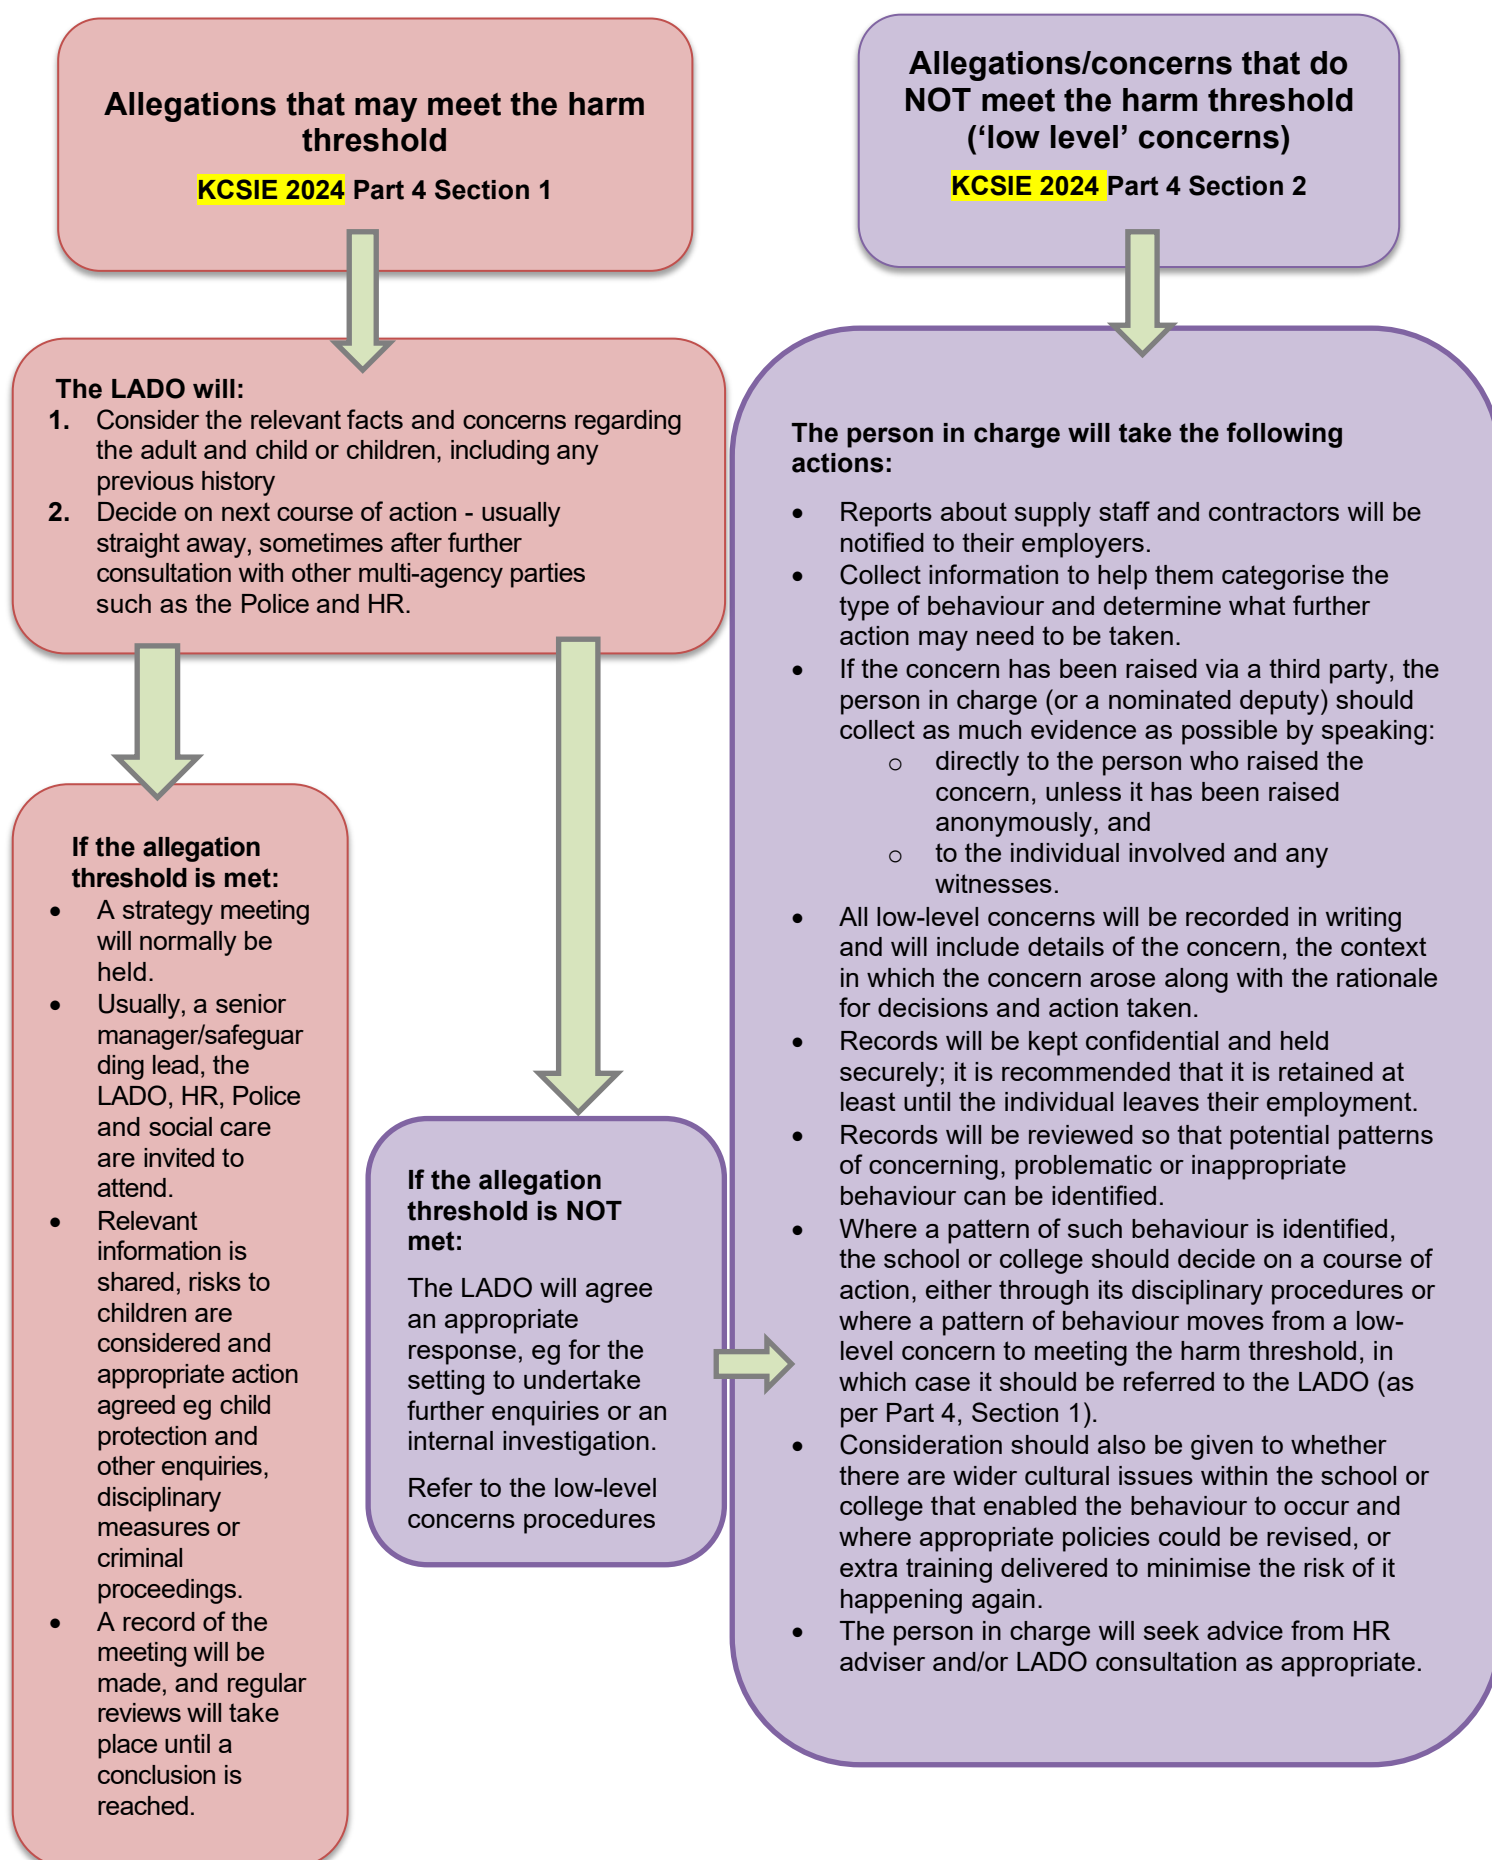 Allegations that may meet the harm
threshold
KCSIE 2024 Part 4 Section 1
Allegations/concerns that do
NOT meet the harm threshold
(‘low level’ concerns)
KCSIE 2024 Part 4 Section 2
The LADO will:
1. Consider the relevant facts and concerns regarding
the adult and child or children, including any
previous history
2. Decide on next course of action - usually
straight away, sometimes after further
consultation with other multi-agency parties
such as the Police and HR.
If the allegation
threshold is met:
• A strategy meeting
will normally be
held.
• Usually, a senior
manager/safeguar
ding lead, the
LADO, HR, Police
and social care
are invited to
attend.
• Relevant
information is
shared, risks to
children are
considered and
appropriate action
agreed eg child
protection and
other enquiries,
disciplinary
measures or
criminal
proceedings.
• A record of the
meeting will be
made, and regular
reviews will take
place until a
conclusion is
reached.
If the allegation
threshold is NOT
met:
The LADO will agree
an appropriate
response, eg for the
setting to undertake
further enquiries or an
internal investigation.
Refer to the low-level
concerns procedures
The person in charge will take the following
actions:
• Reports about supply staff and contractors will be
notified to their employers.
• Collect information to help them categorise the
type of behaviour and determine what further
action may need to be taken.
• If the concern has been raised via a third party, the
person in charge (or a nominated deputy) should
collect as much evidence as possible by speaking:
o directly to the person who raised the
concern, unless it has been raised
anonymously, and
o to the individual involved and any
witnesses.
• All low-level concerns will be recorded in writing
and will include details of the concern, the context
in which the concern arose along with the rationale
for decisions and action taken.
• Records will be kept confidential and held
securely; it is recommended that it is retained at
least until the individual leaves their employment.
• Records will be reviewed so that potential patterns
of concerning, problematic or inappropriate
behaviour can be identified.
• Where a pattern of such behaviour is identified,
the school or college should decide on a course of
action, either through its disciplinary procedures or
where a pattern of behaviour moves from a low-
level concern to meeting the harm threshold, in
which case it should be referred to the LADO (as
per Part 4, Section 1).
• Consideration should also be given to whether
there are wider cultural issues within the school or
college that enabled the behaviour to occur and
where appropriate policies could be revised, or
extra training delivered to minimise the risk of it
happening again.
• The person in charge will seek advice from HR
adviser and/or LADO consultation as appropriate.